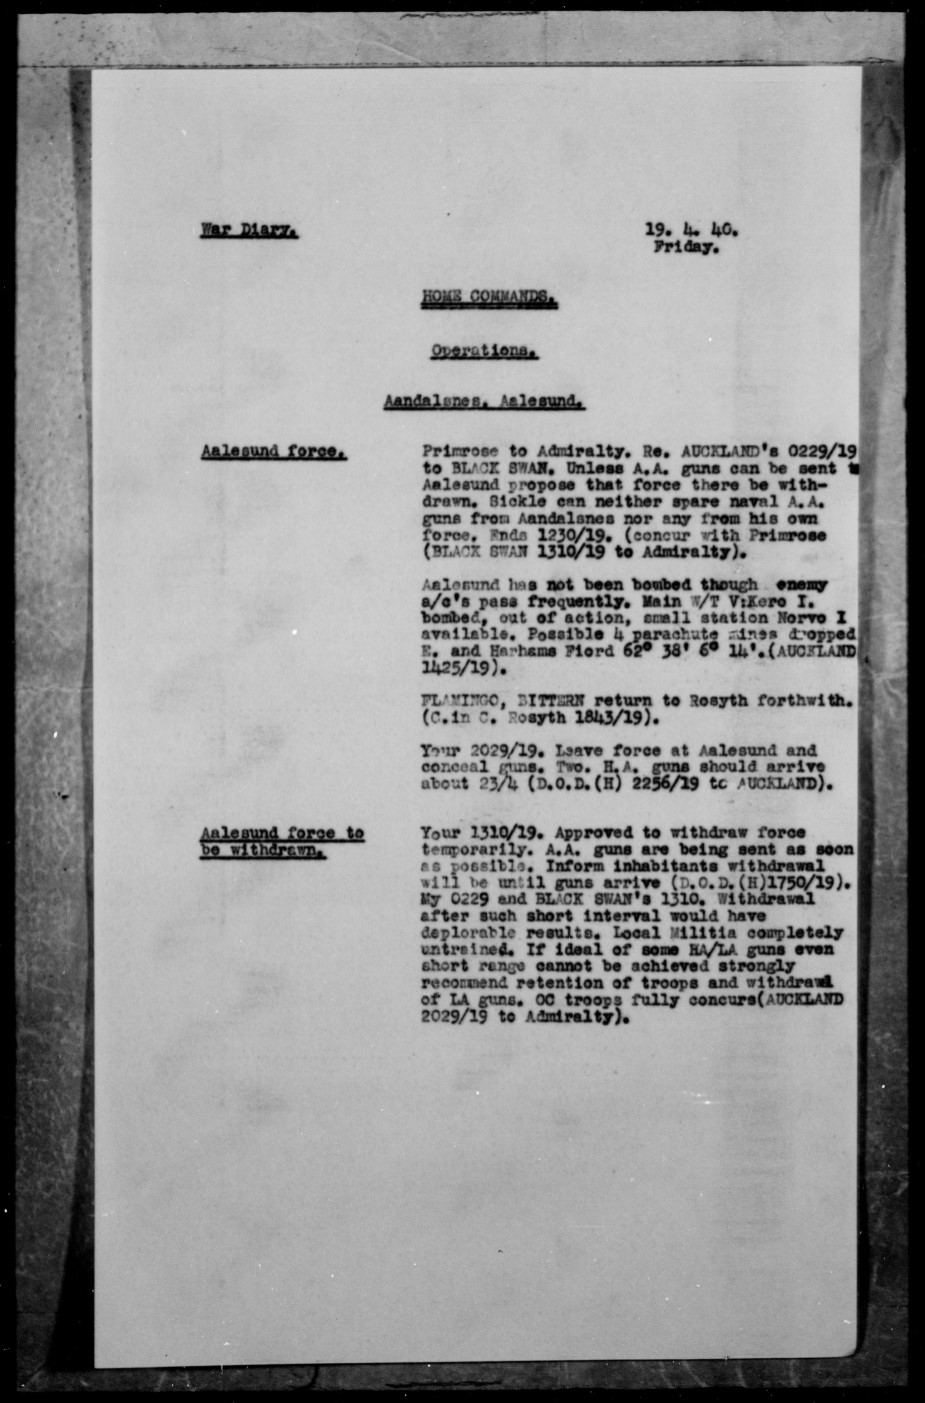 War Diary.
19. 4. 40.
Friday.
HOME COMMANDS.
Operations.
Aandalsnes. Aalesund.
Aalesund force.
Primrose to Admiralty. Re. AUCKLAND's 0229/19
to BLACK SWAN. Unless A.A. guns can be sent
Aalesund propose that force there be with-
drawn. Sickle can neither spare naval A.A.
guns from Aandalsnes nor any from his own
force. Ends 1230/19. (concur with Primrose
(BLACK SWAN 1310/19 to Admiralty).
Aalesund has not been bombed though enemy
a/c's pass frequently. Main W/T V:Kero I.
bombed, out of action, small station Norvo I
available. Possible 4 parachute mines dropped
E. and Harhams Fiord 62° 38' 6° 14'.(AUCKLAND
1425/19).
FLAMINGO, BITTERN return to Rosyth forthwith.
(C.in C. Rosyth 1843/19).
Your 2029/19. Leave force at Aalesund and
conceal guns. Two. H.A. guns should arrive
about 23/4 (D.O.D.(H) 2256/19 to AUCKLAND).
Aalesund force to
be withdrawn.
Your 1310/19. Approved to withdraw force
temporarily. A.A. guns are being sent as soon
as possible. Inform inhabitants withdrawal
will be until guns arrive (D.O.D.(H)1750/19).
My 0229 and BLACK SWAN's 1310. Withdrawal
after such short interval would have
deplorable results. Local Militia completely
untrained. If ideal of some HA/LA guns even
short range cannot be achieved strongly
recommend retention of troops and withdrawal
of LA guns. OC troops fully concurs(AUCKLAND
2029/19 to Admiralty).